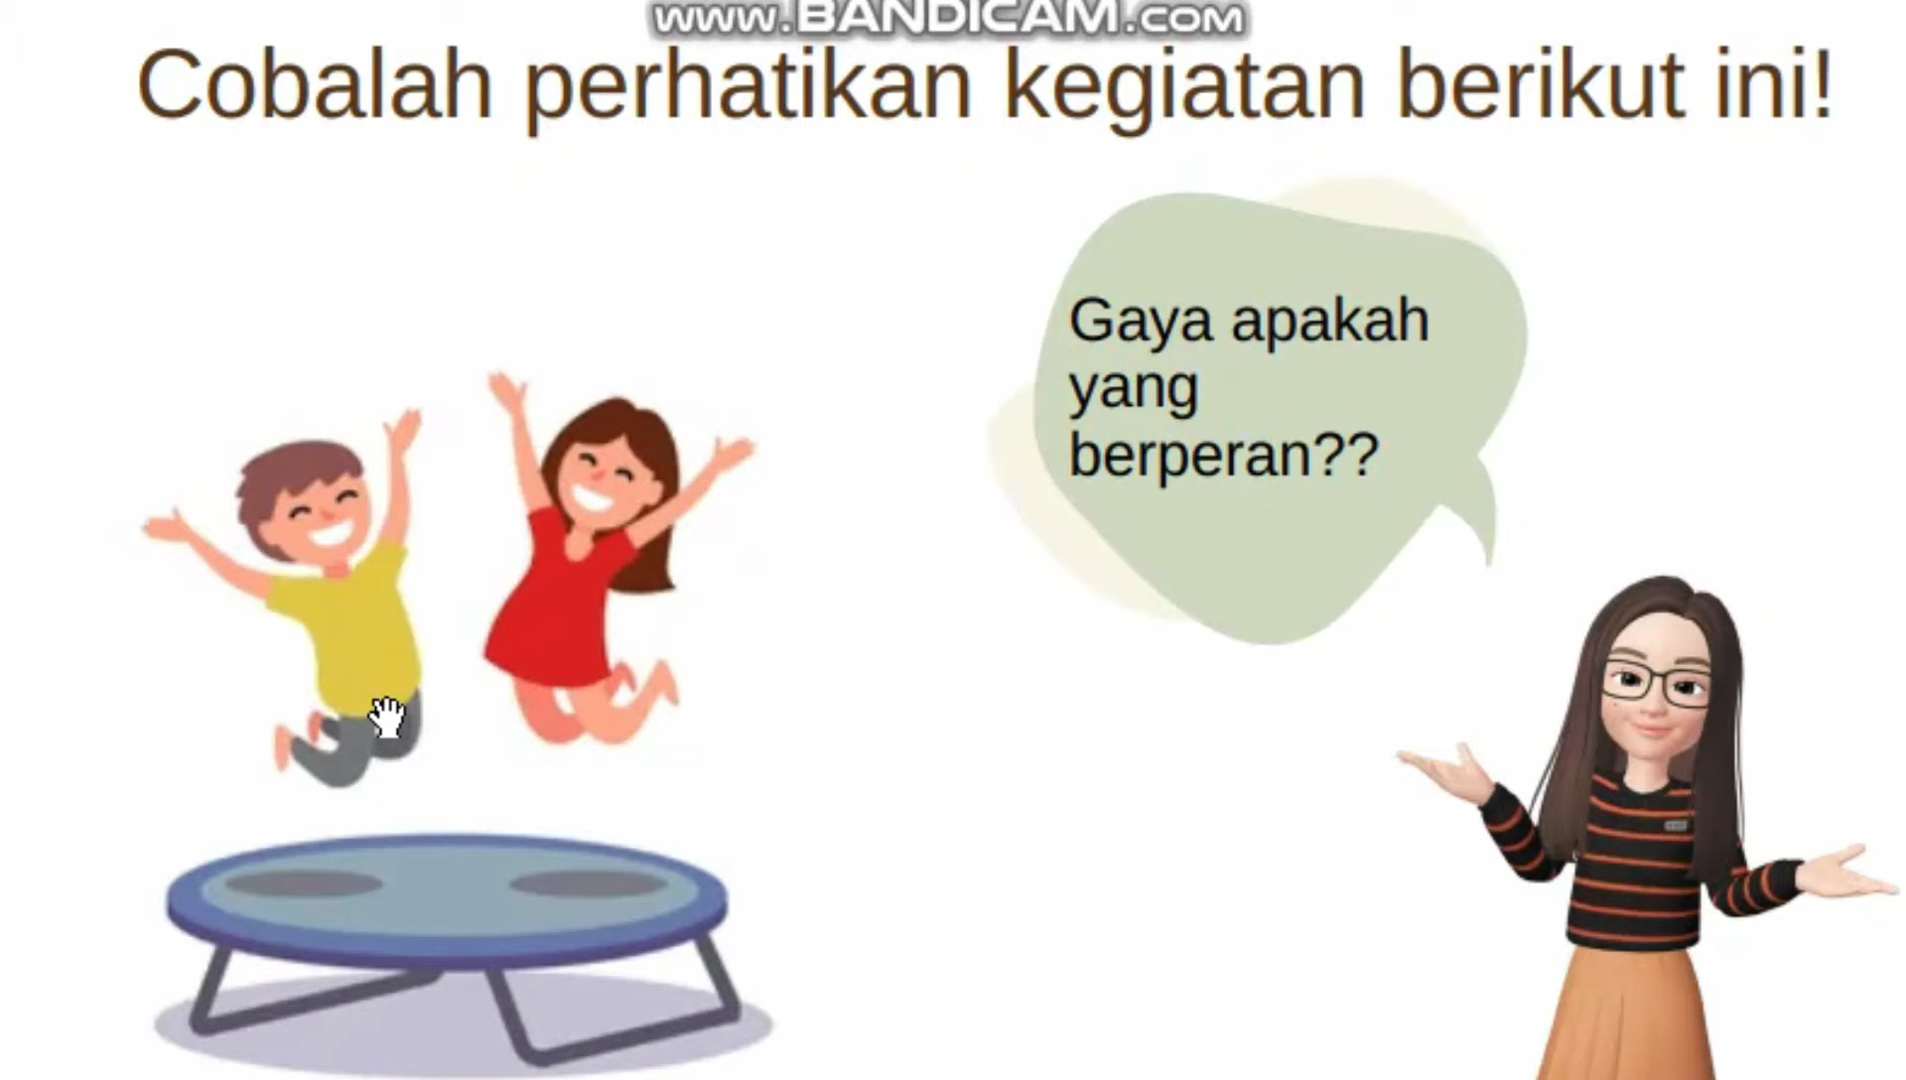 www.BANDICAM.com
Cobalah perhatikan kegiatan berikut ini!
Gaya apakah
yang
berperan??